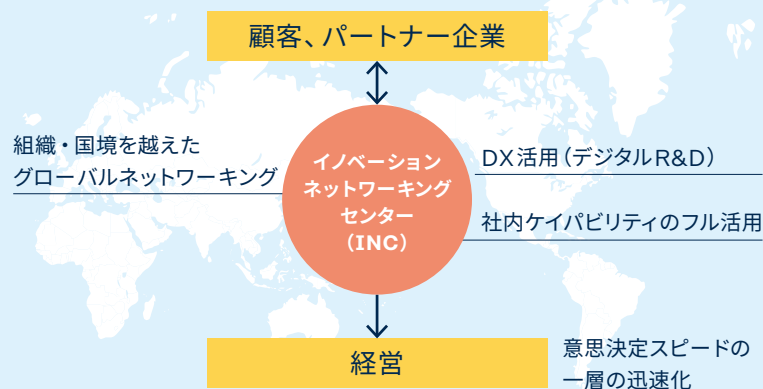 顧客、パートナー企業
組織・国境を越えた
グローバルネットワーキング
イノベーション
ネットワーキング
センター
（INC）
DX活用（デジタルR&D）
社内ケイパビリティのフル活用
経営
意思決定スピードの
一層の迅速化